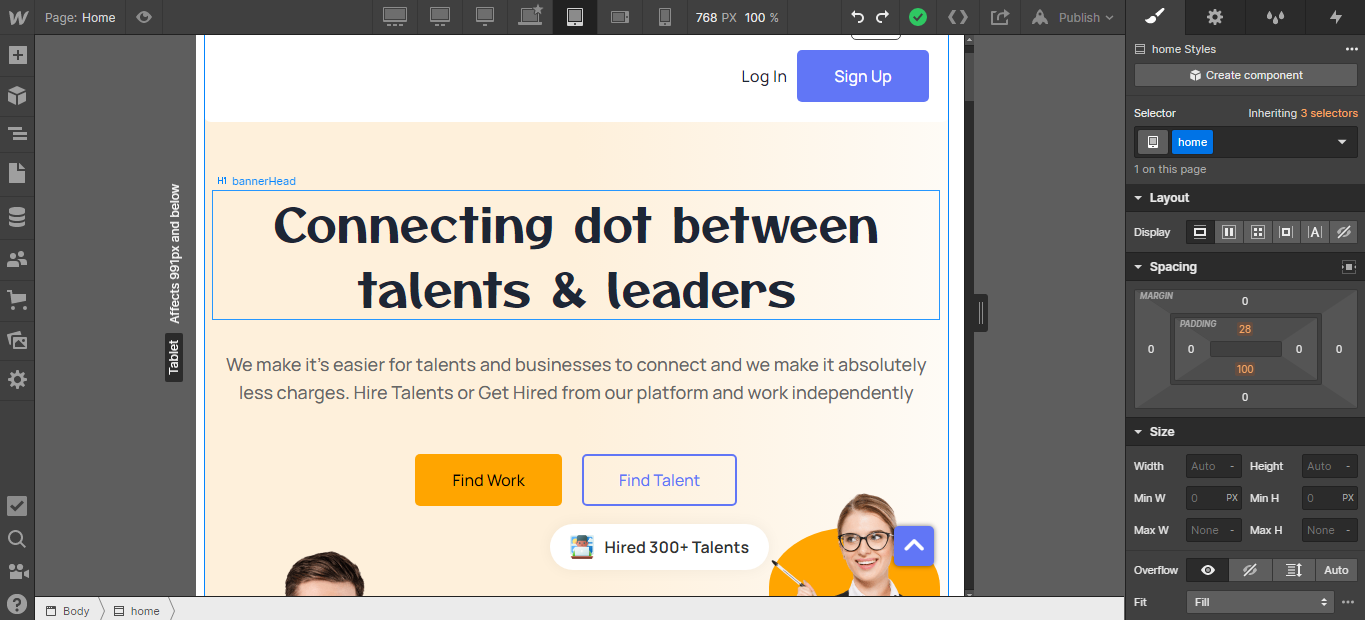 Page: Home
768 PX 100 %
Publish
Log In
Sign Up
H1 bannerHead
Connecting dot between
talents & leaders
We make it's easier for talents and businesses to connect and we make it absolutely
less charges. Hire Talents or Get Hired from our platform and work independently
Find Work
Find Talent
Hired 300+ Talents
Affects 991px and below
Tablet
Body
home
home Styles
Create component
Selector
Inheriting 3 selectors
home
1 on this page
Layout
Display
Spacing
MARGIN
0
PADDING
28
0
0
0
0
100
0
Size
Width Auto -
Height Auto -
Min W 0 PX
Min H 0 PX
Max W None -
Max H None -
Overflow
Auto
Fit
Fill